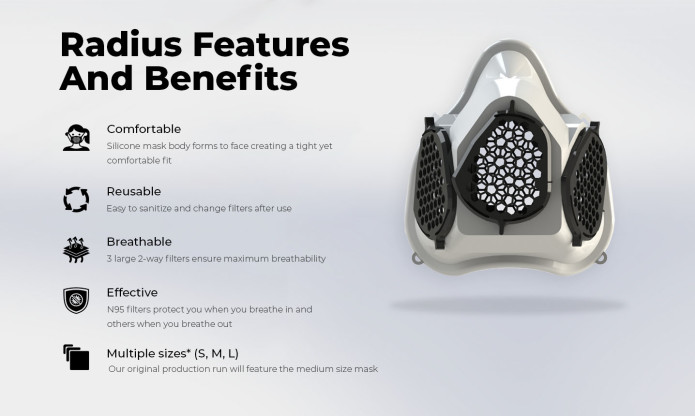 Radius Features
And Benefits
Comfortable
Silicone mask body forms to face creating a tight yet
comfortable fit
Reusable
Easy to sanitize and change filters after use
Breathable
3 large 2-way filters ensure maximum breathability
Effective
N95 filters protect you when you breathe in and
others when you breathe out
Multiple sizes* (S, M, L)
Our original production run will feature the medium size mask